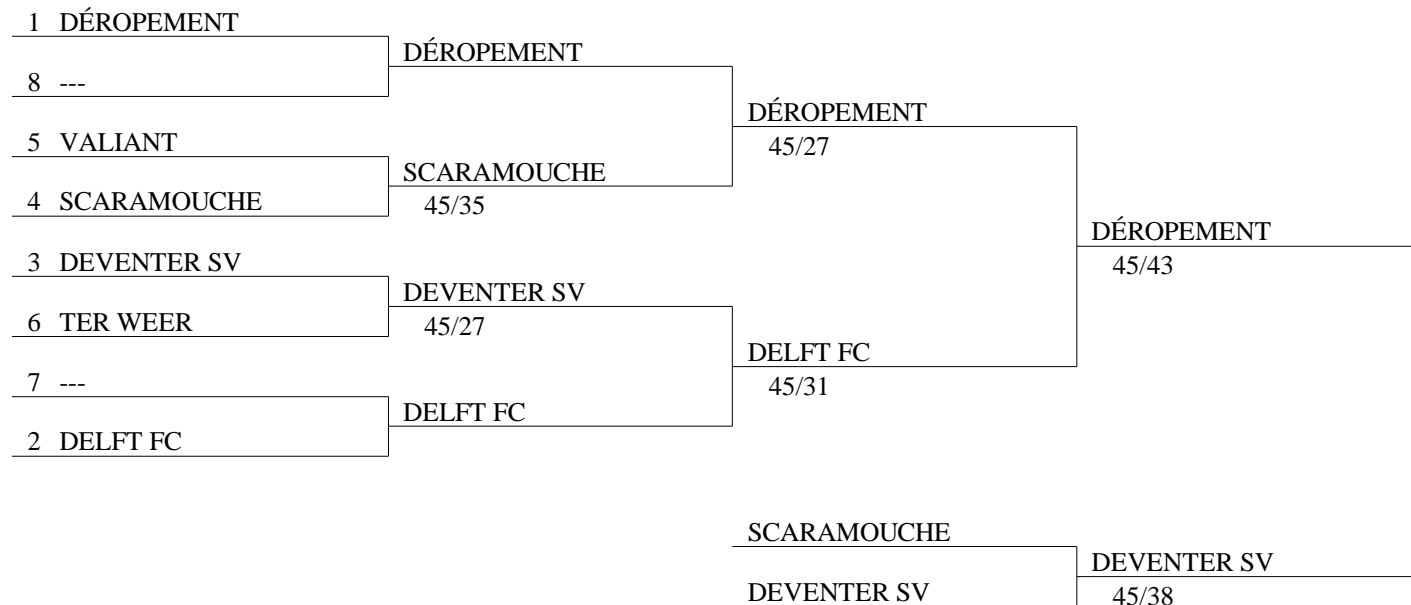 1 DÉROPEMENT
DÉROPEMENT
8 ---
DÉROPEMENT
45/27
5 VALIANT
SCARAMOUCHE
45/35
4 SCARAMOUCHE
DÉROPEMENT
45/43
3 DEVENTER SV
DEVENTER SV
45/27
6 TER WEER
DELFT FC
45/31
7 ---
DELFT FC
2 DELFT FC
SCARAMOUCHE
DEVENTER SV
45/38
DEVENTER SV